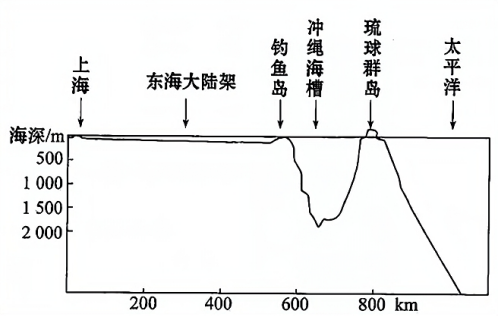 上海
东海大陆架
钓鱼岛
冲绳海槽
琉球群岛
太平洋
海深/m
500
1 000
1 500
2 000
200
400
600
800
km